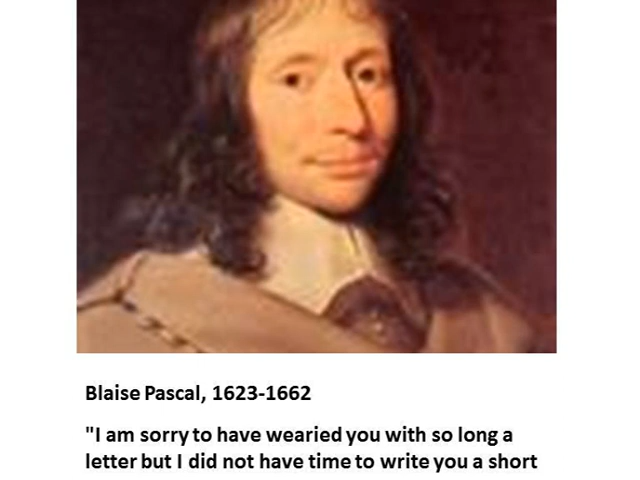 Blaise Pascal, 1623-1662
"I am sorry to have wearied you with so long a
letter but I did not have time to write you a short